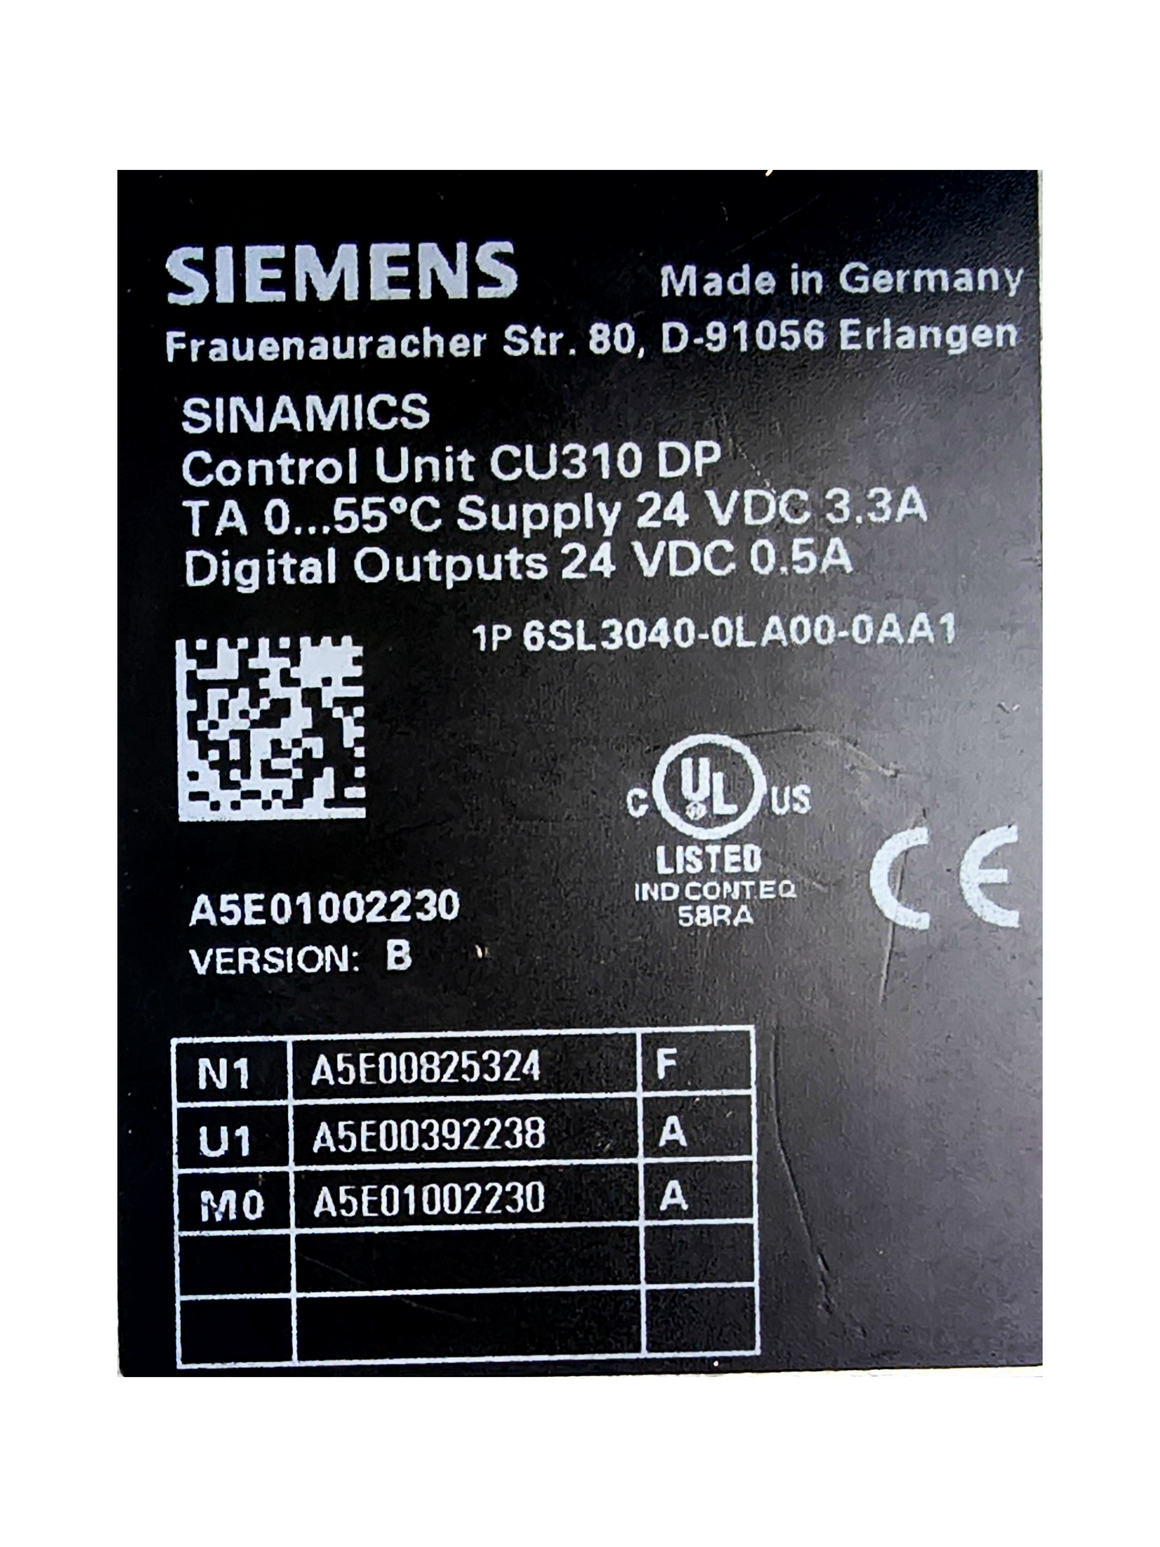 SIEMENS
Made in Germany
Frauenauracher Str. 80, D-91056 Erlangen
SINAMICS
Control Unit CU310 DP
TA 0...55°C Supply 24 VDC 3.3A
Digital Outputs 24 VDC 0.5A
1P 6SL3040-0LA00-0AA1
C UL US
LISTED
IND CONT.EQ
58RA
CE
A5E01002230
VERSION: B
N1 A5E00825324 F
U1 A5E00392238 A
M0 A5E01002230 A